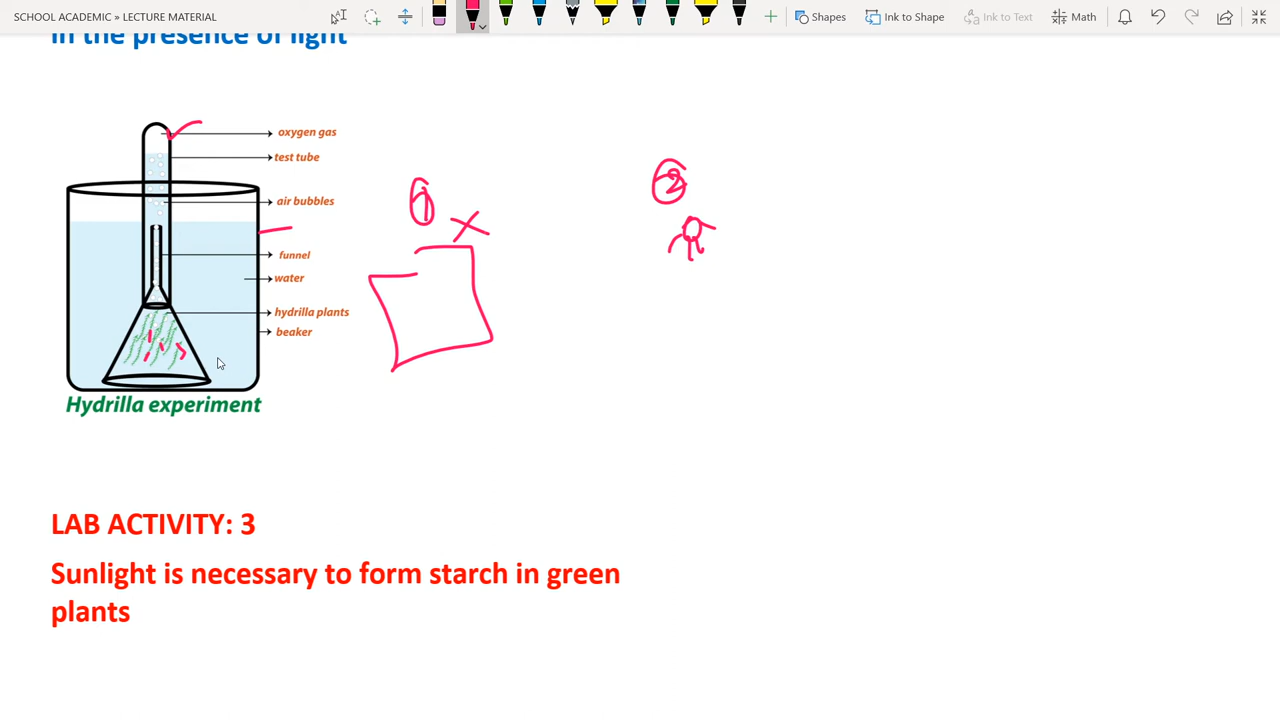 SCHOOL ACADEMIC » LECTURE MATERIAL
Shapes
Ink to Shape
Ink to Text
Math
in the presence of light
oxygen gas
test tube
air bubbles
funnel
water
hydrilla plants
beaker
1
2
Hydrilla experiment
LAB ACTIVITY: 3
Sunlight is necessary to form starch in green
plants